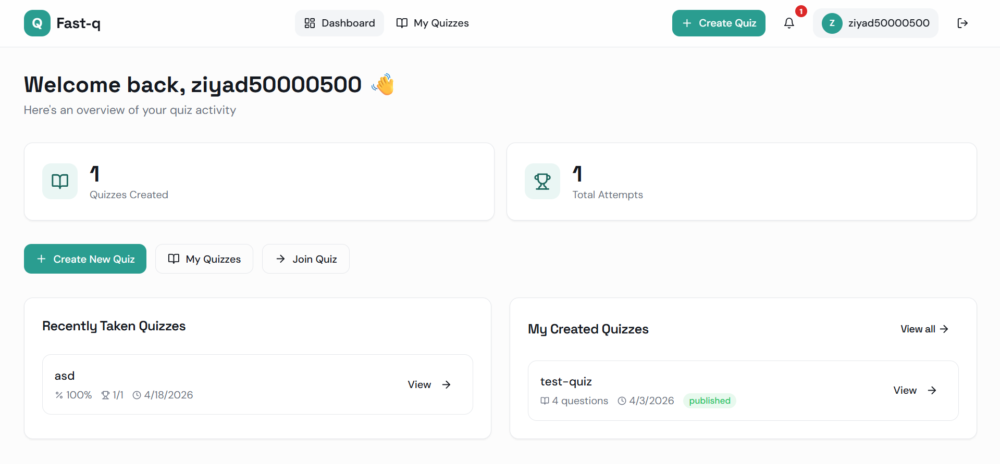 Q Fast-q
Dashboard
My Quizzes
+ Create Quiz
1
Z ziyad50000500
Welcome back, ziyad50000500 👋
Here's an overview of your quiz activity
1
Quizzes Created
1
Total Attempts
+ Create New Quiz
My Quizzes
→ Join Quiz
Recently Taken Quizzes
asd
% 100% 1/1 4/18/2026
View →
My Created Quizzes
View all →
test-quiz
4 questions 4/3/2026 published
View →